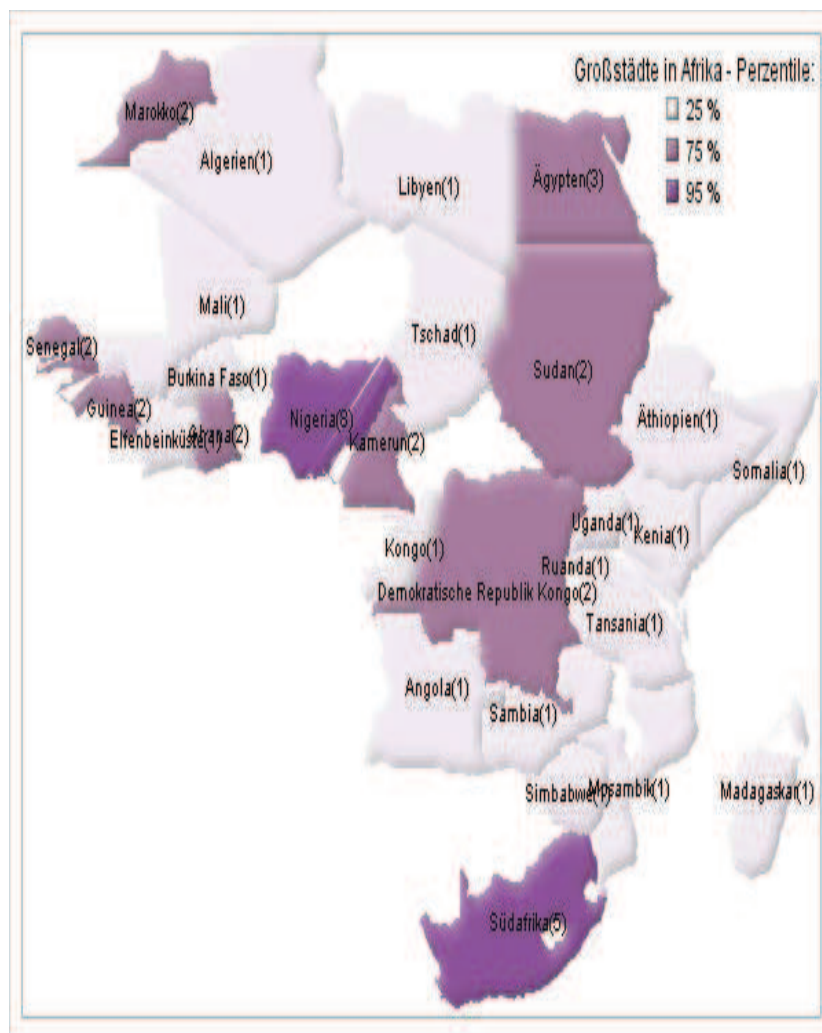 Großstädte in Afrika - Perzentile:
25 %
75 %
95 %
Marokko(2)
Algerien(1)
Libyen(1)
Ägypten(3)
Mali(1)
Tschad(1)
Senegal(2)
Burkina Faso(1)
Sudan(2)
Guinea(2)
Nigeria(8)
Äthiopien(1)
Elfenbeinküste(1)
Ghana(2)
Kamerun(2)
Somalia(1)
Uganda(1)
Kenia(1)
Kongo(1)
Ruanda(1)
Demokratische Republik Kongo(2)
Tansania(1)
Angola(1)
Sambia(1)
Simbabwe(1)
Mosambik(1)
Madagaskar(1)
Südafrika(5)